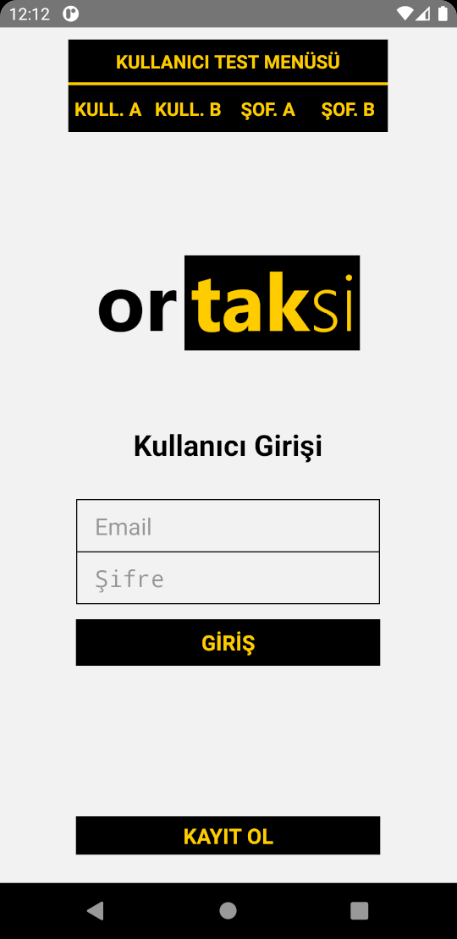 12:12
KULLANICI TEST MENÜSÜ
KULL. A KULL. B ŞOF. A ŞOF. B
ortaksi
Kullanıcı Girişi
Email
Şifre
GİRİŞ
KAYIT OL